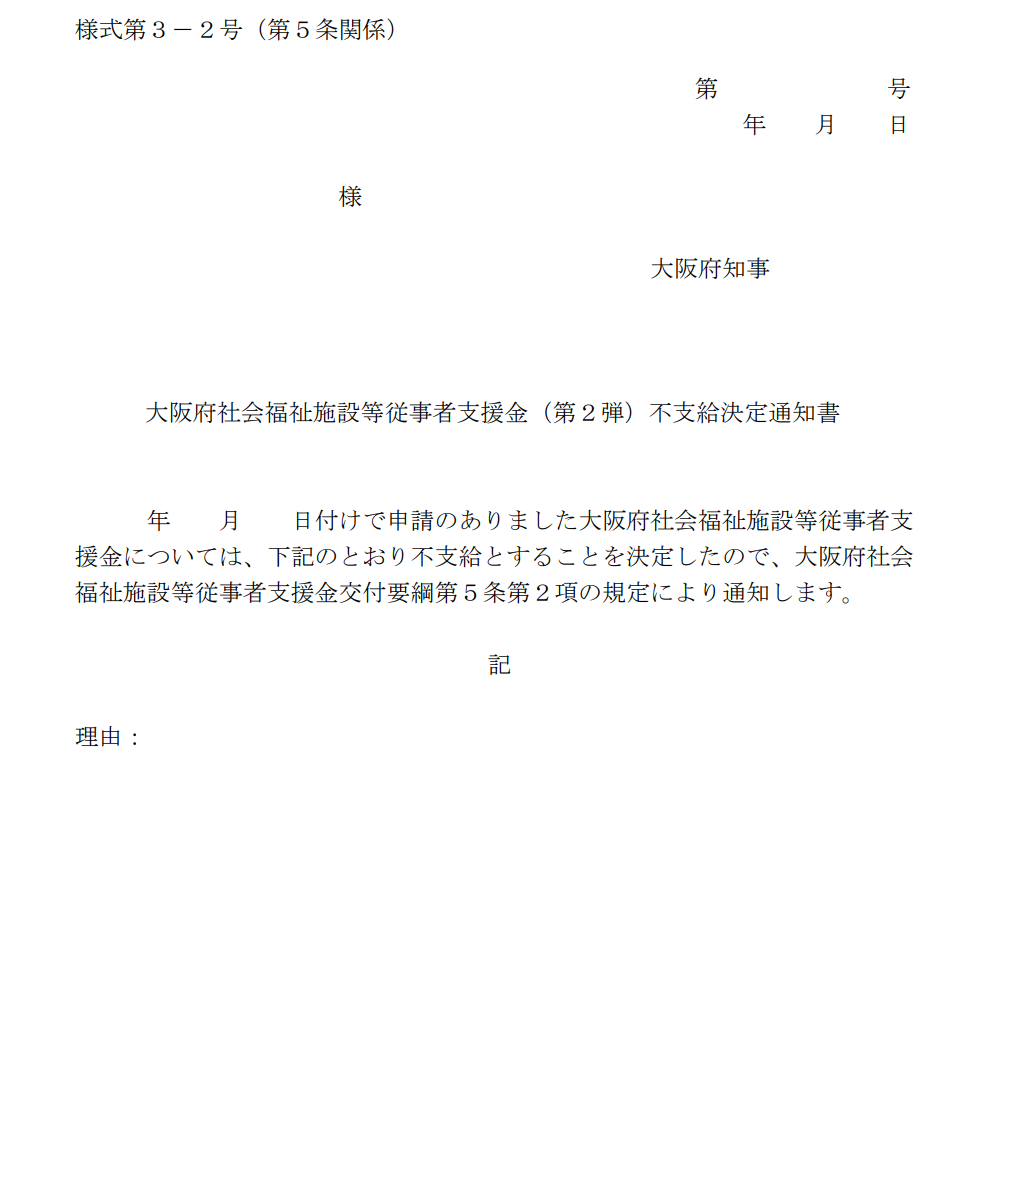 様式第３－２号（第５条関係）
第　　　　　　　号
年　　月　　日
様
大阪府知事
大阪府社会福祉施設等従事者支援金（第２弾）不支給決定通知書
年　　月　　日付けで申請のありました大阪府社会福祉施設等従事者支
援金については、下記のとおり不支給とすることを決定したので、大阪府社会
福祉施設等従事者支援金交付要綱第５条第２項の規定により通知します。
記
理由：